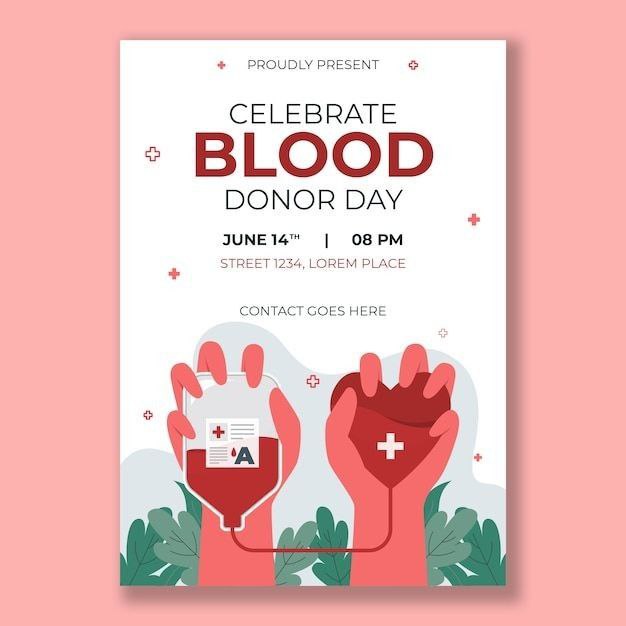 PROUDLY PRESENT
CELEBRATE
BLOOD
DONOR DAY
JUNE 14TH | 08 PM
STREET 1234, LOREM PLACE
CONTACT GOES HERE
A